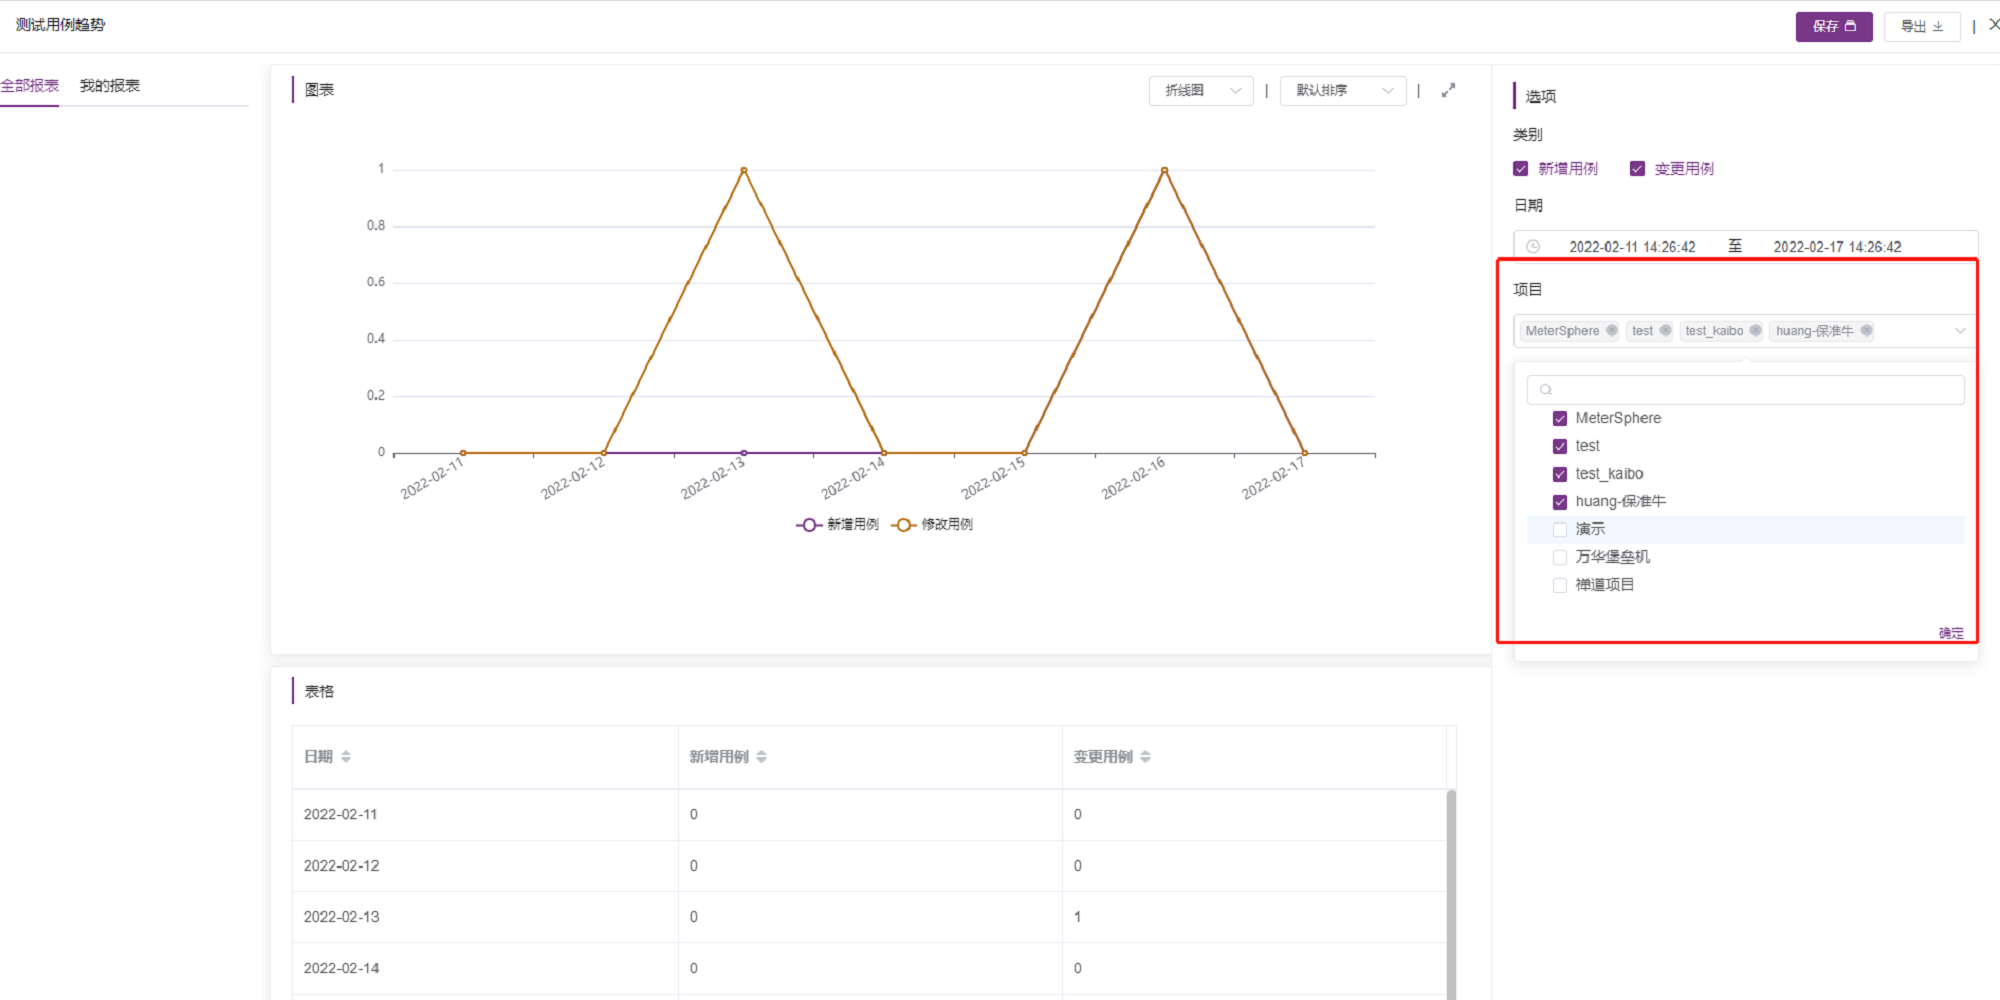 测试用例趋势
保存
导出
全部报表 我的报表
图表
折线图 | 默认排序 |
1
0.8
0.6
0.4
0.2
0
2022-02-11 2022-02-12 2022-02-13 2022-02-14 2022-02-15 2022-02-16 2022-02-17
新增用例 修改用例
表格
日期 新增用例 变更用例
2022-02-11 0 0
2022-02-12 0 0
2022-02-13 0 1
2022-02-14 0 0
选项
类别
新增用例 变更用例
日期
2022-02-11 14:26:42 至 2022-02-17 14:26:42
项目
MeterSphere test test_kaibo huang-保准牛
MeterSphere
test
test_kaibo
huang-保准牛
演示
万华堡垒机
禅道项目
确定